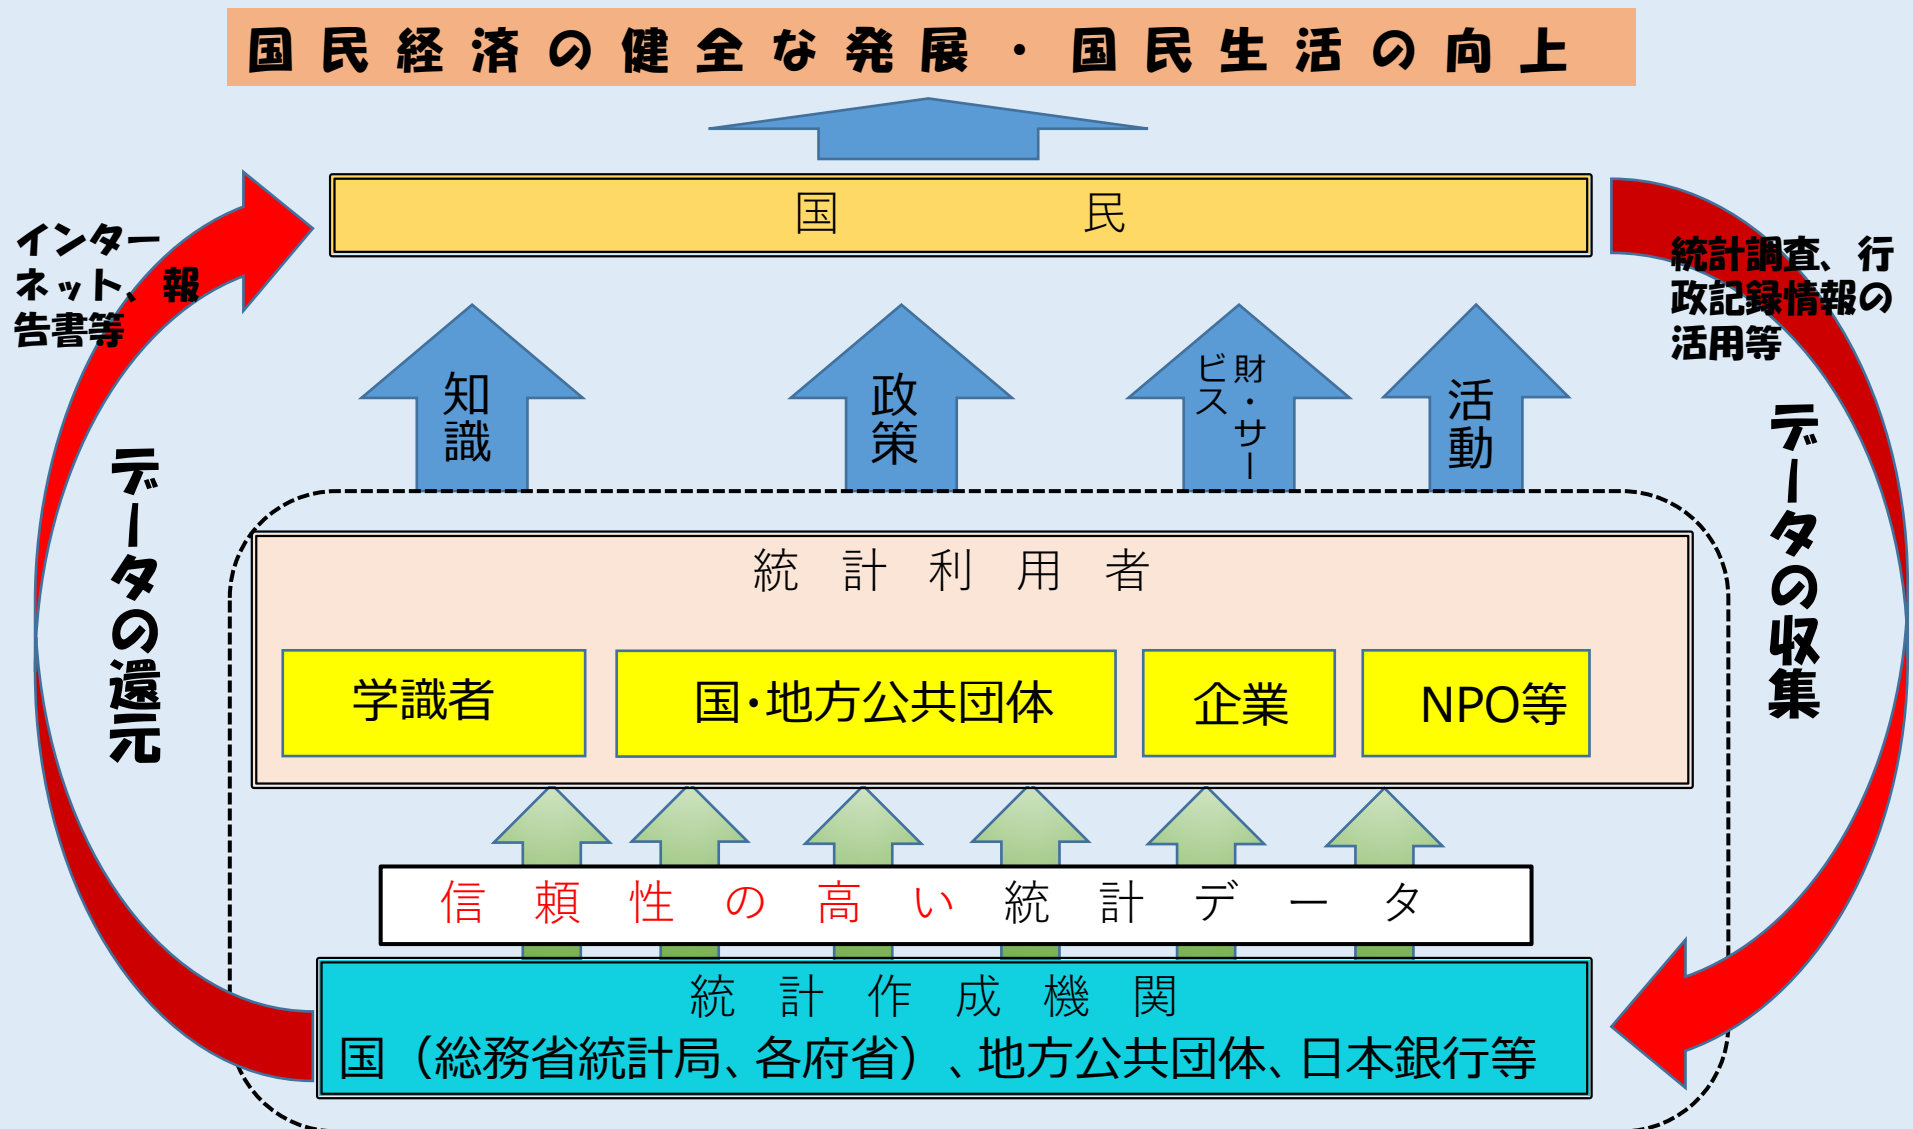 国民経済の健全な発展・国民生活の向上
国民
インター
ネット、報
告書等
統計調査、行
政記録情報の
活用等
知識
政策
財・サー
ビス
活動
データの還元
データの収集
統計利用者
学識者
国・地方公共団体
企業
NPO等
信頼性の高い統計データ
統計作成機関
国（総務省統計局、各府省）、地方公共団体、日本銀行等